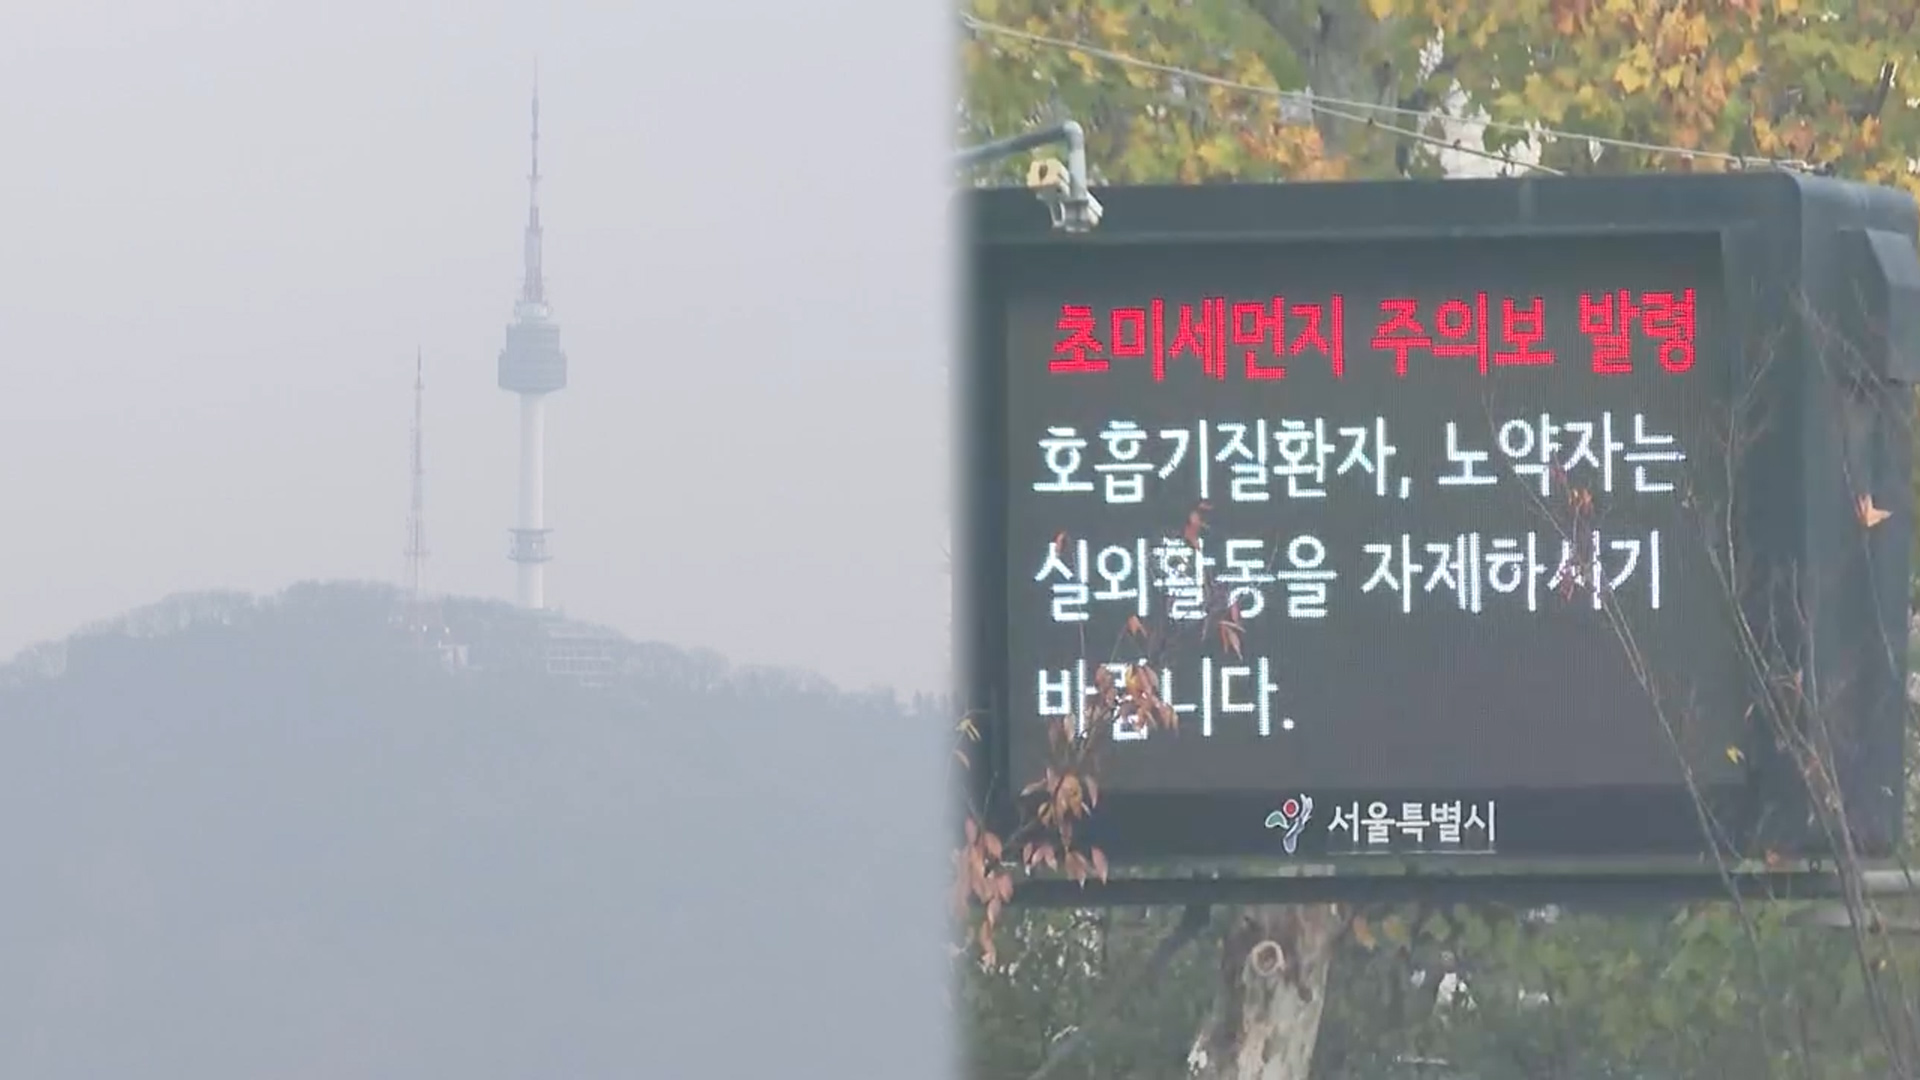 초미세먼지 주의보 발령
호흡기질환자, 노약자는
실외활동을 자제하시기
바랍니다.
서울특별시